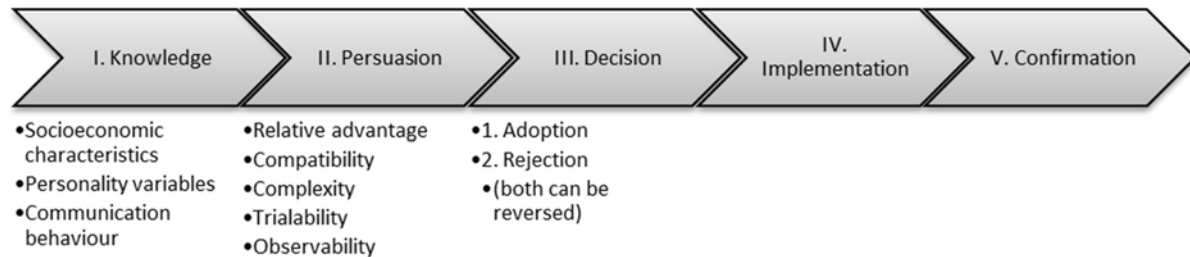 I. Knowledge
II. Persuasion
III. Decision
IV.
Implementation
V. Confirmation
•Socioeconomic
characteristics
•Personality variables
•Communication
behaviour
•Relative advantage
•Compatibility
•Complexity
•Trialability
•Observability
•1. Adoption
•2. Rejection
•(both can be
reversed)